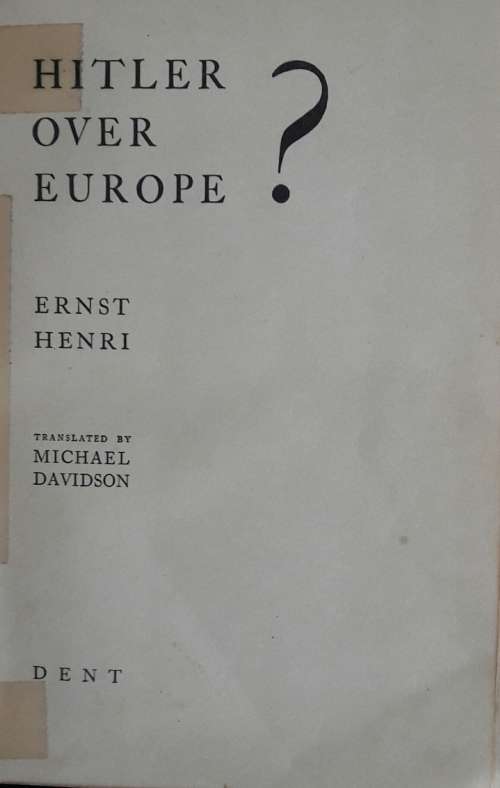 HITLER
OVER
EUROPE ?
ERNST
HENRI
TRANSLATED BY
MICHAEL
DAVIDSON
DENT